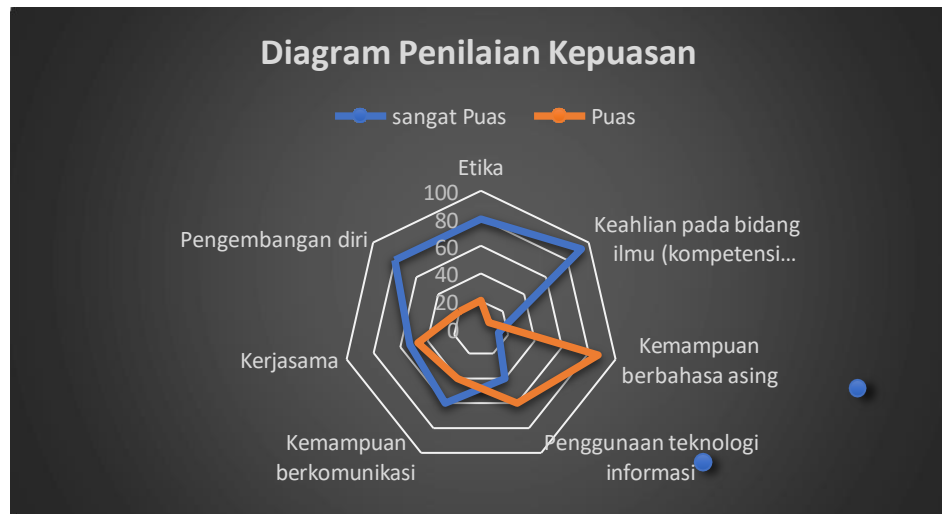 Diagram Penilaian Kepuasan
sangat Puas
Puas
Etika
100
80
60
40
20
0
Keahlian pada bidang
ilmu (kompetensi...
Kemampuan
berbahasa asing
Penggunaan teknologi
informasi
Kemampuan
berkomunikasi
Kerjasama
Pengembangan diri